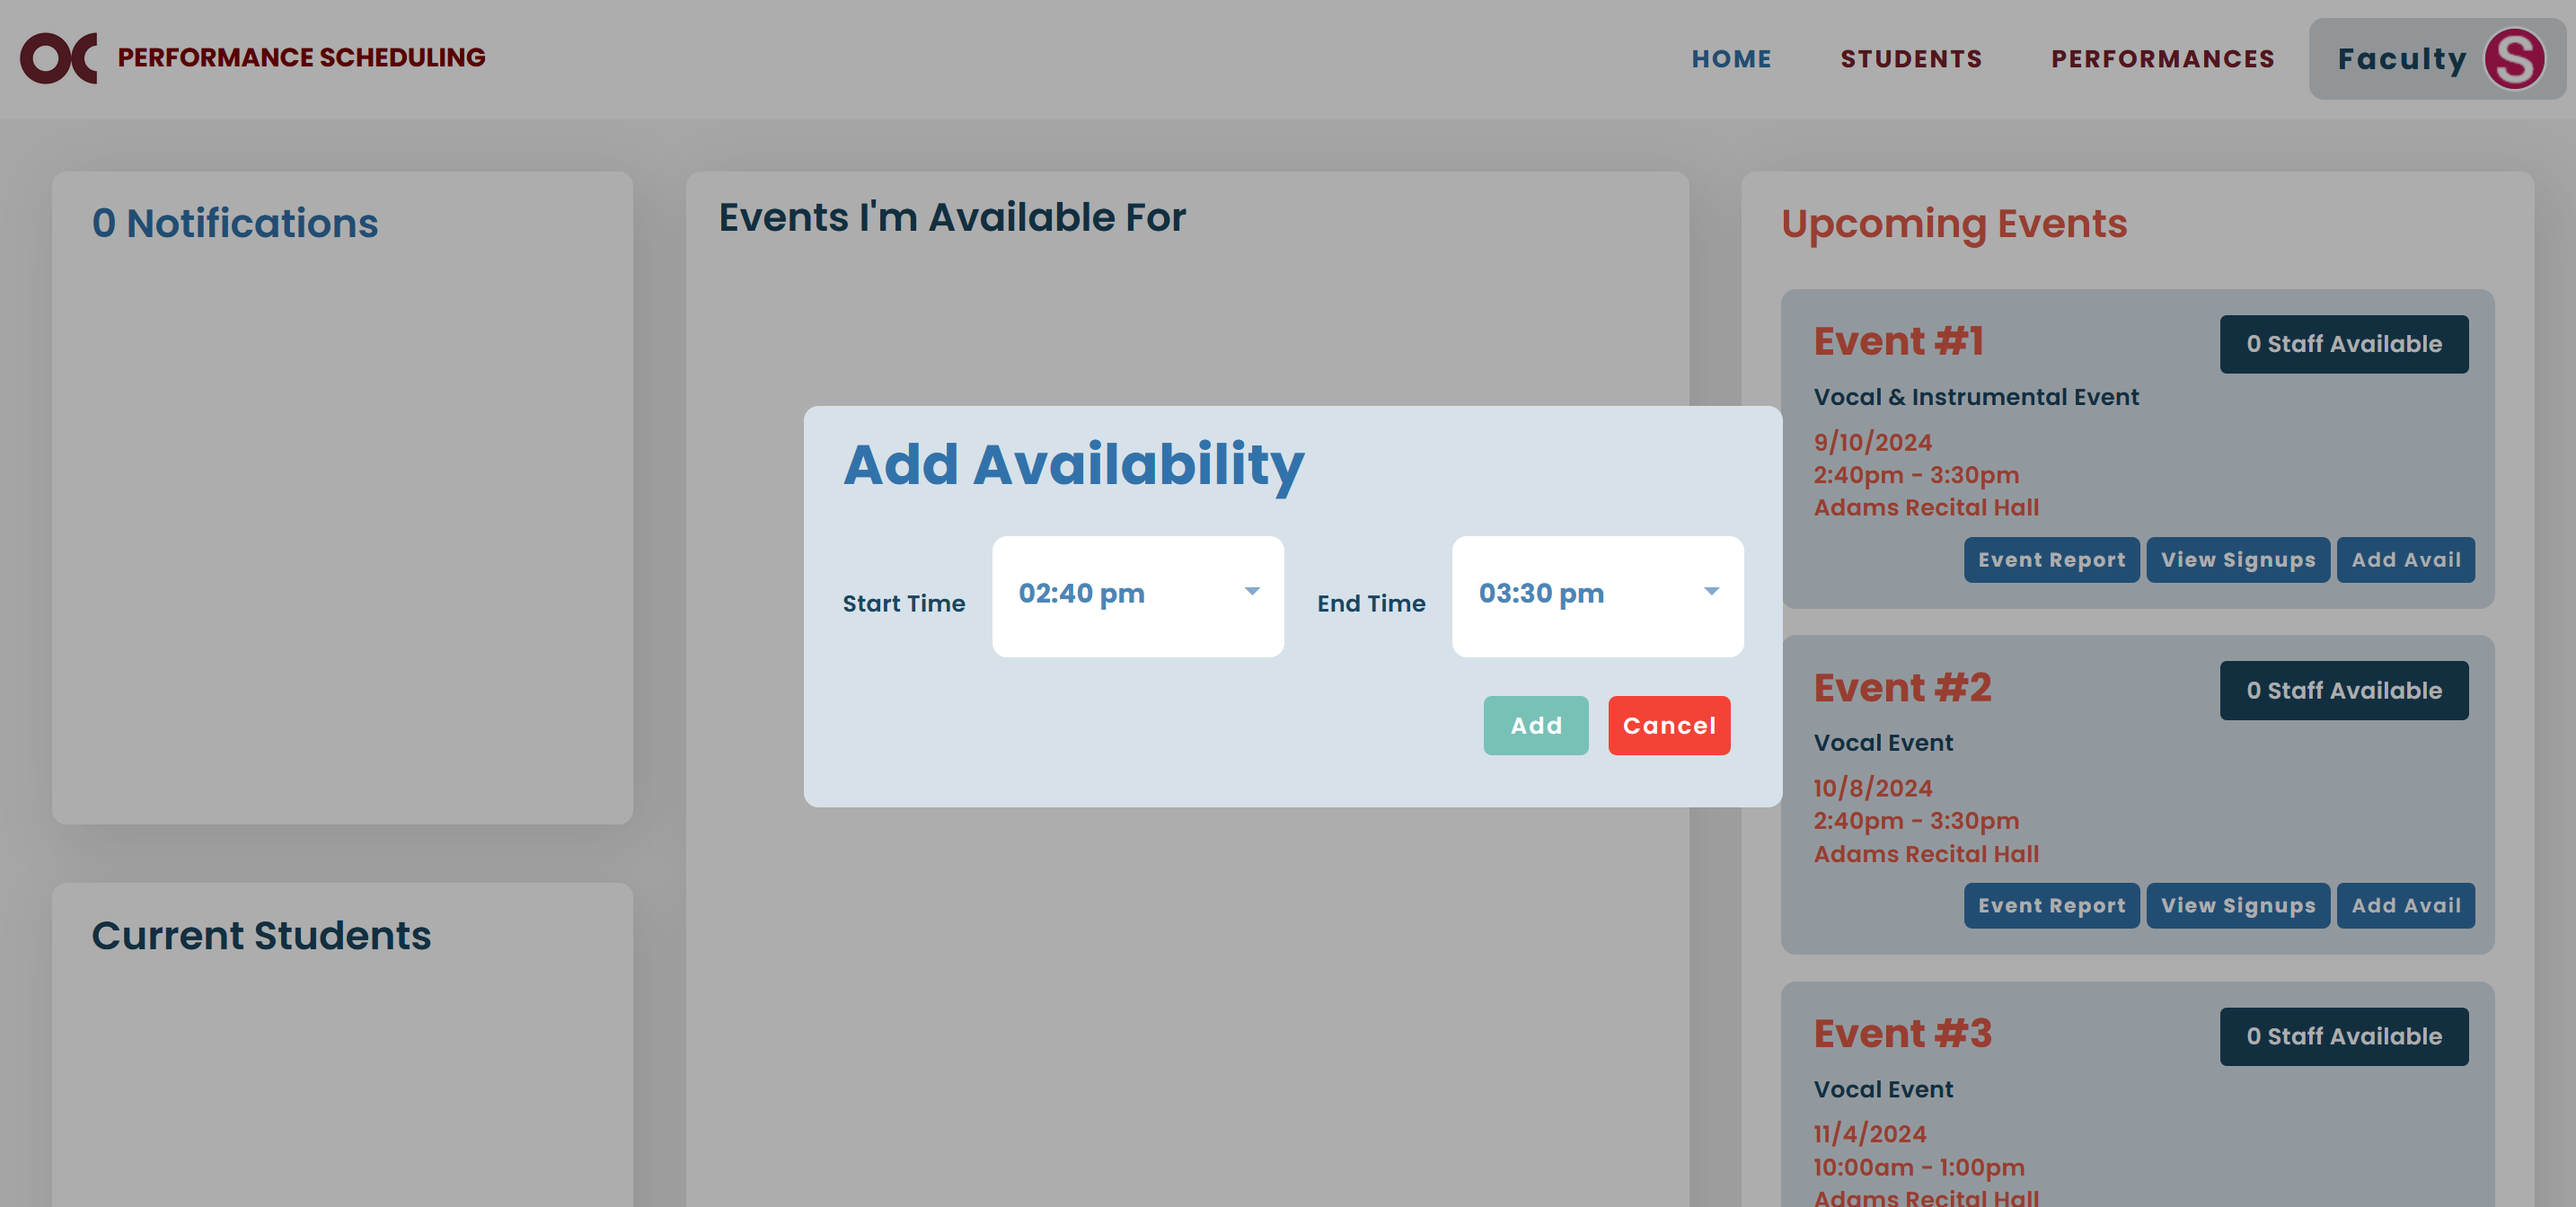 OC PERFORMANCE SCHEDULING
HOME STUDENTS PERFORMANCES Faculty S
0 Notifications
Current Students
Events I'm Available For
Add Availability
Start Time 02:40 pm End Time 03:30 pm
Add Cancel
Upcoming Events
Event #1 0 Staff Available
Vocal & Instrumental Event
9/10/2024
2:40pm - 3:30pm
Adams Recital Hall
Event Report View Signups Add Avail
Event #2 0 Staff Available
Vocal Event
10/8/2024
2:40pm - 3:30pm
Adams Recital Hall
Event Report View Signups Add Avail
Event #3 0 Staff Available
Vocal Event
11/4/2024
10:00am - 1:00pm
Adams Recital Hall